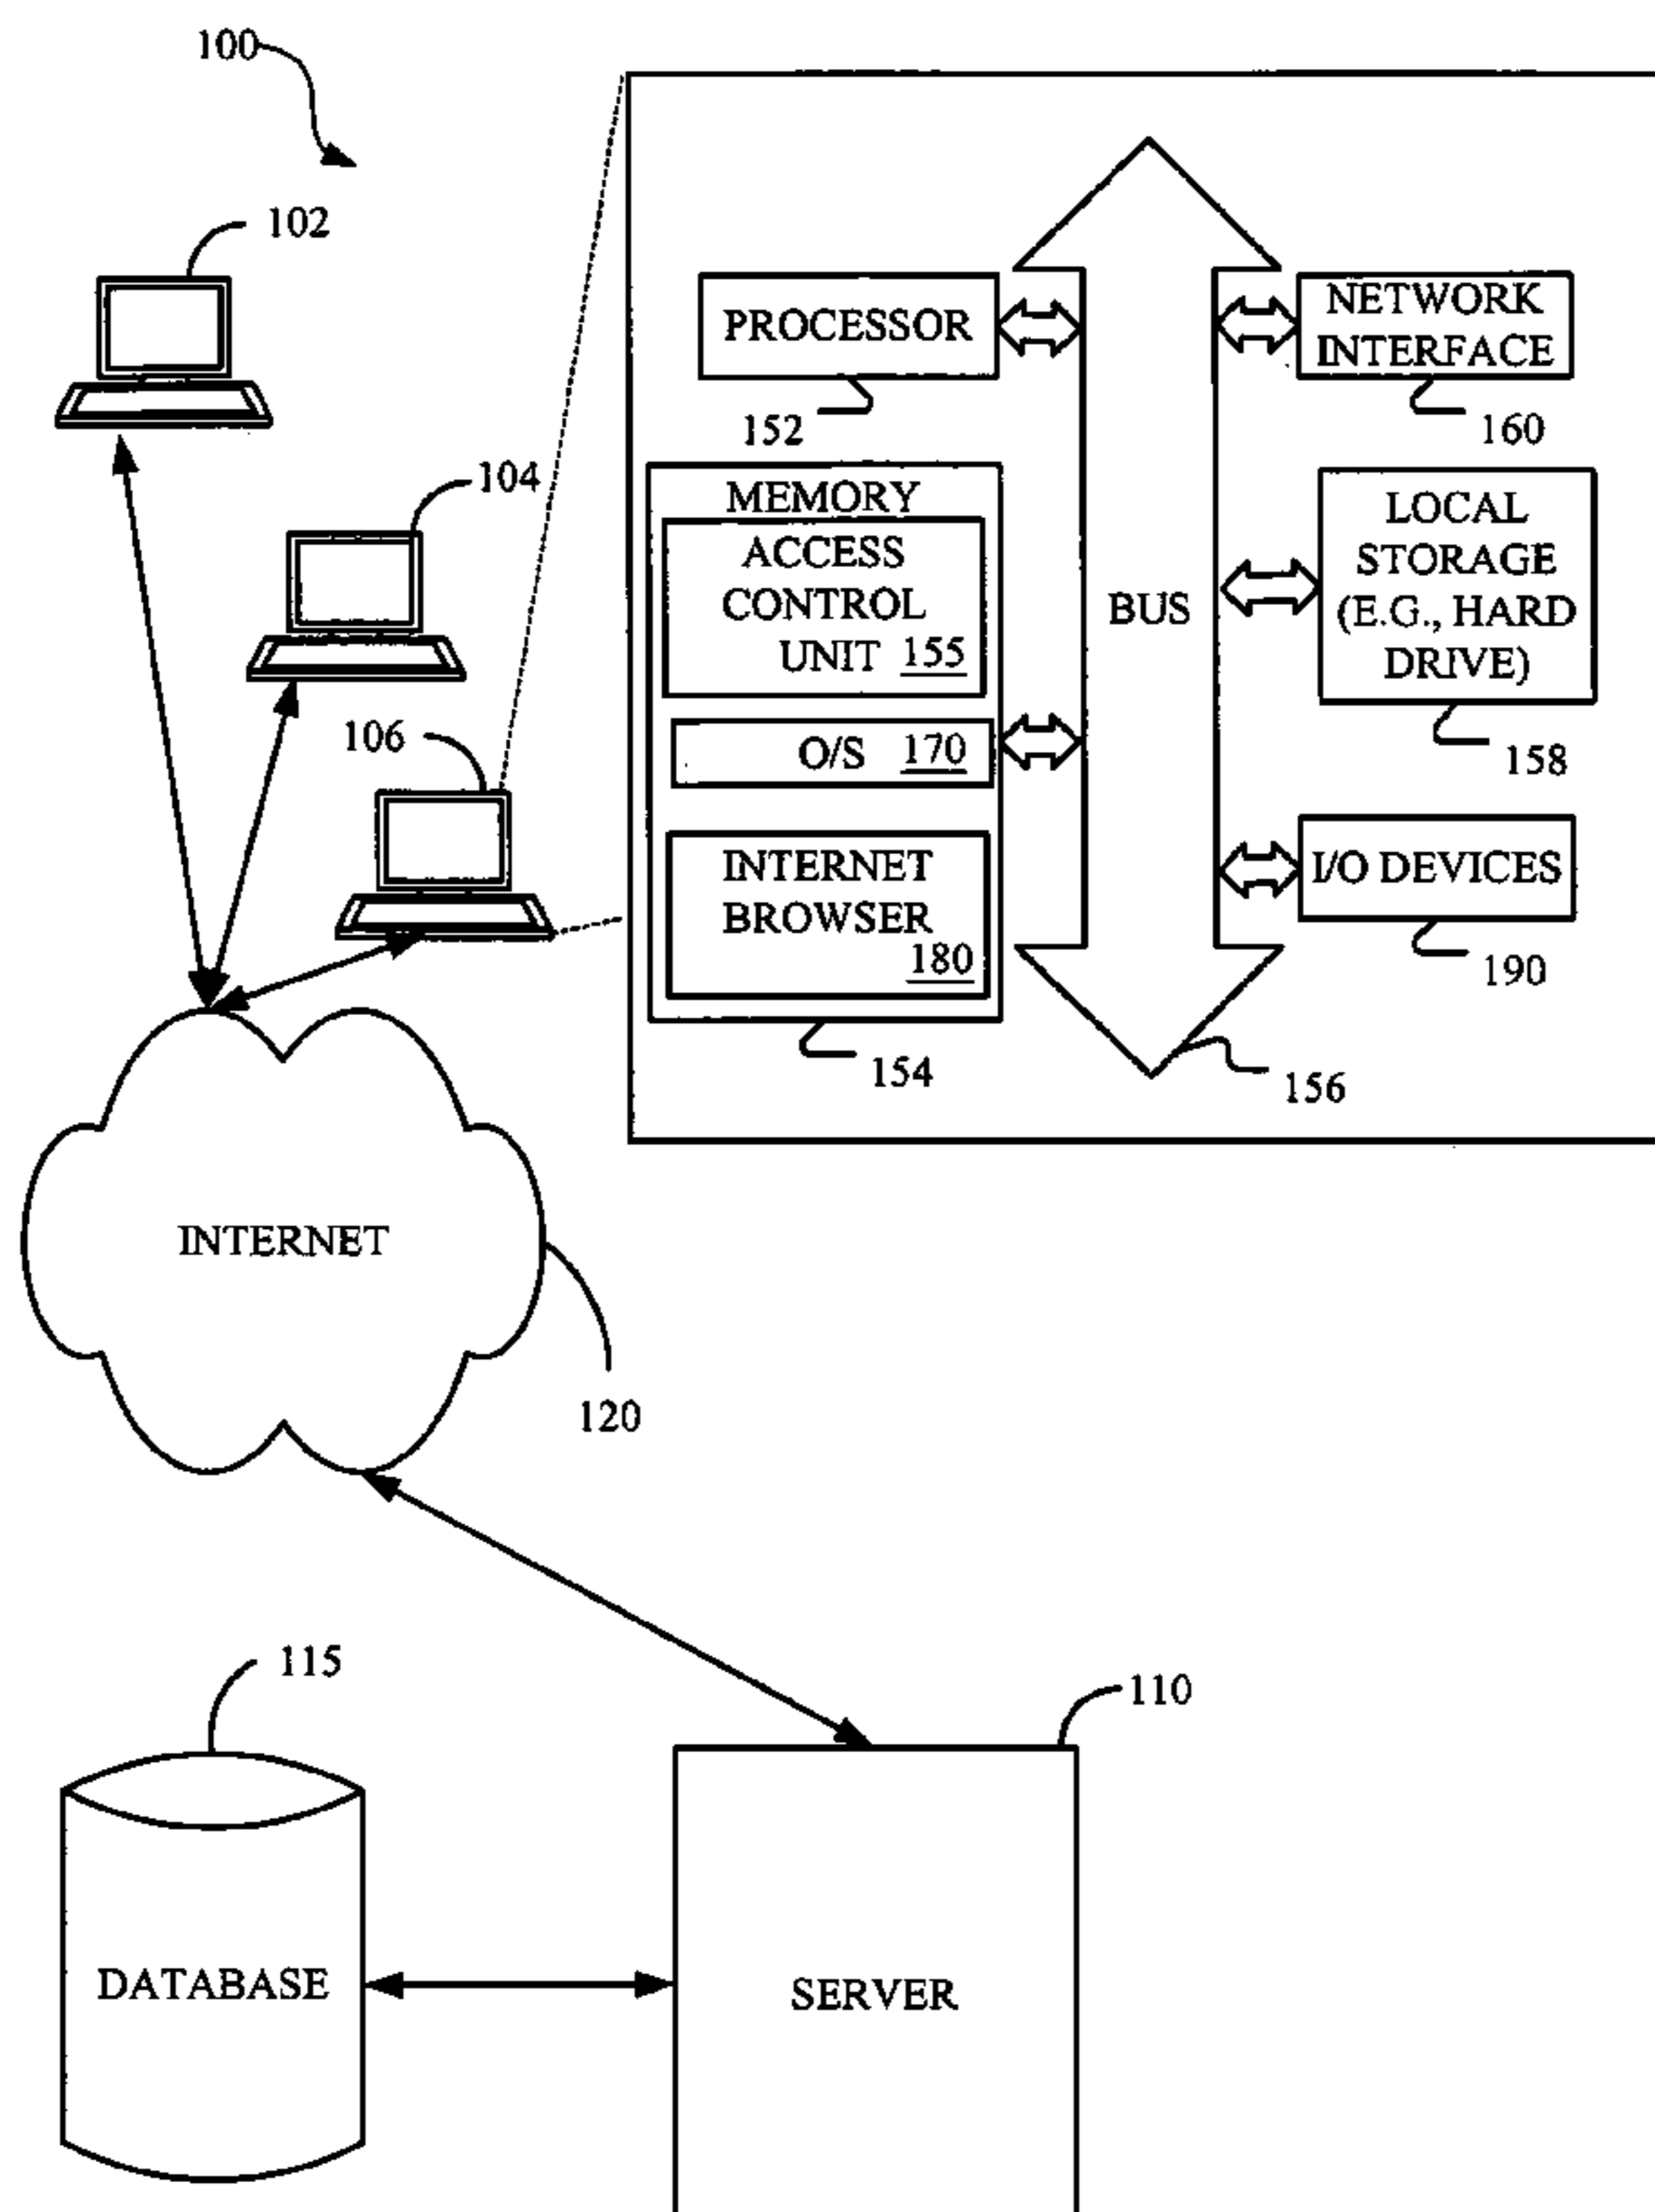 100
102
104
106
PROCESSOR
152
MEMORY
ACCESS
CONTROL
UNIT 155
O/S 170
INTERNET
BROWSER
180
154
BUS
156
NETWORK
INTERFACE
160
LOCAL
STORAGE
(E.G., HARD
DRIVE)
158
I/O DEVICES
190
INTERNET
120
115
DATABASE
110
SERVER